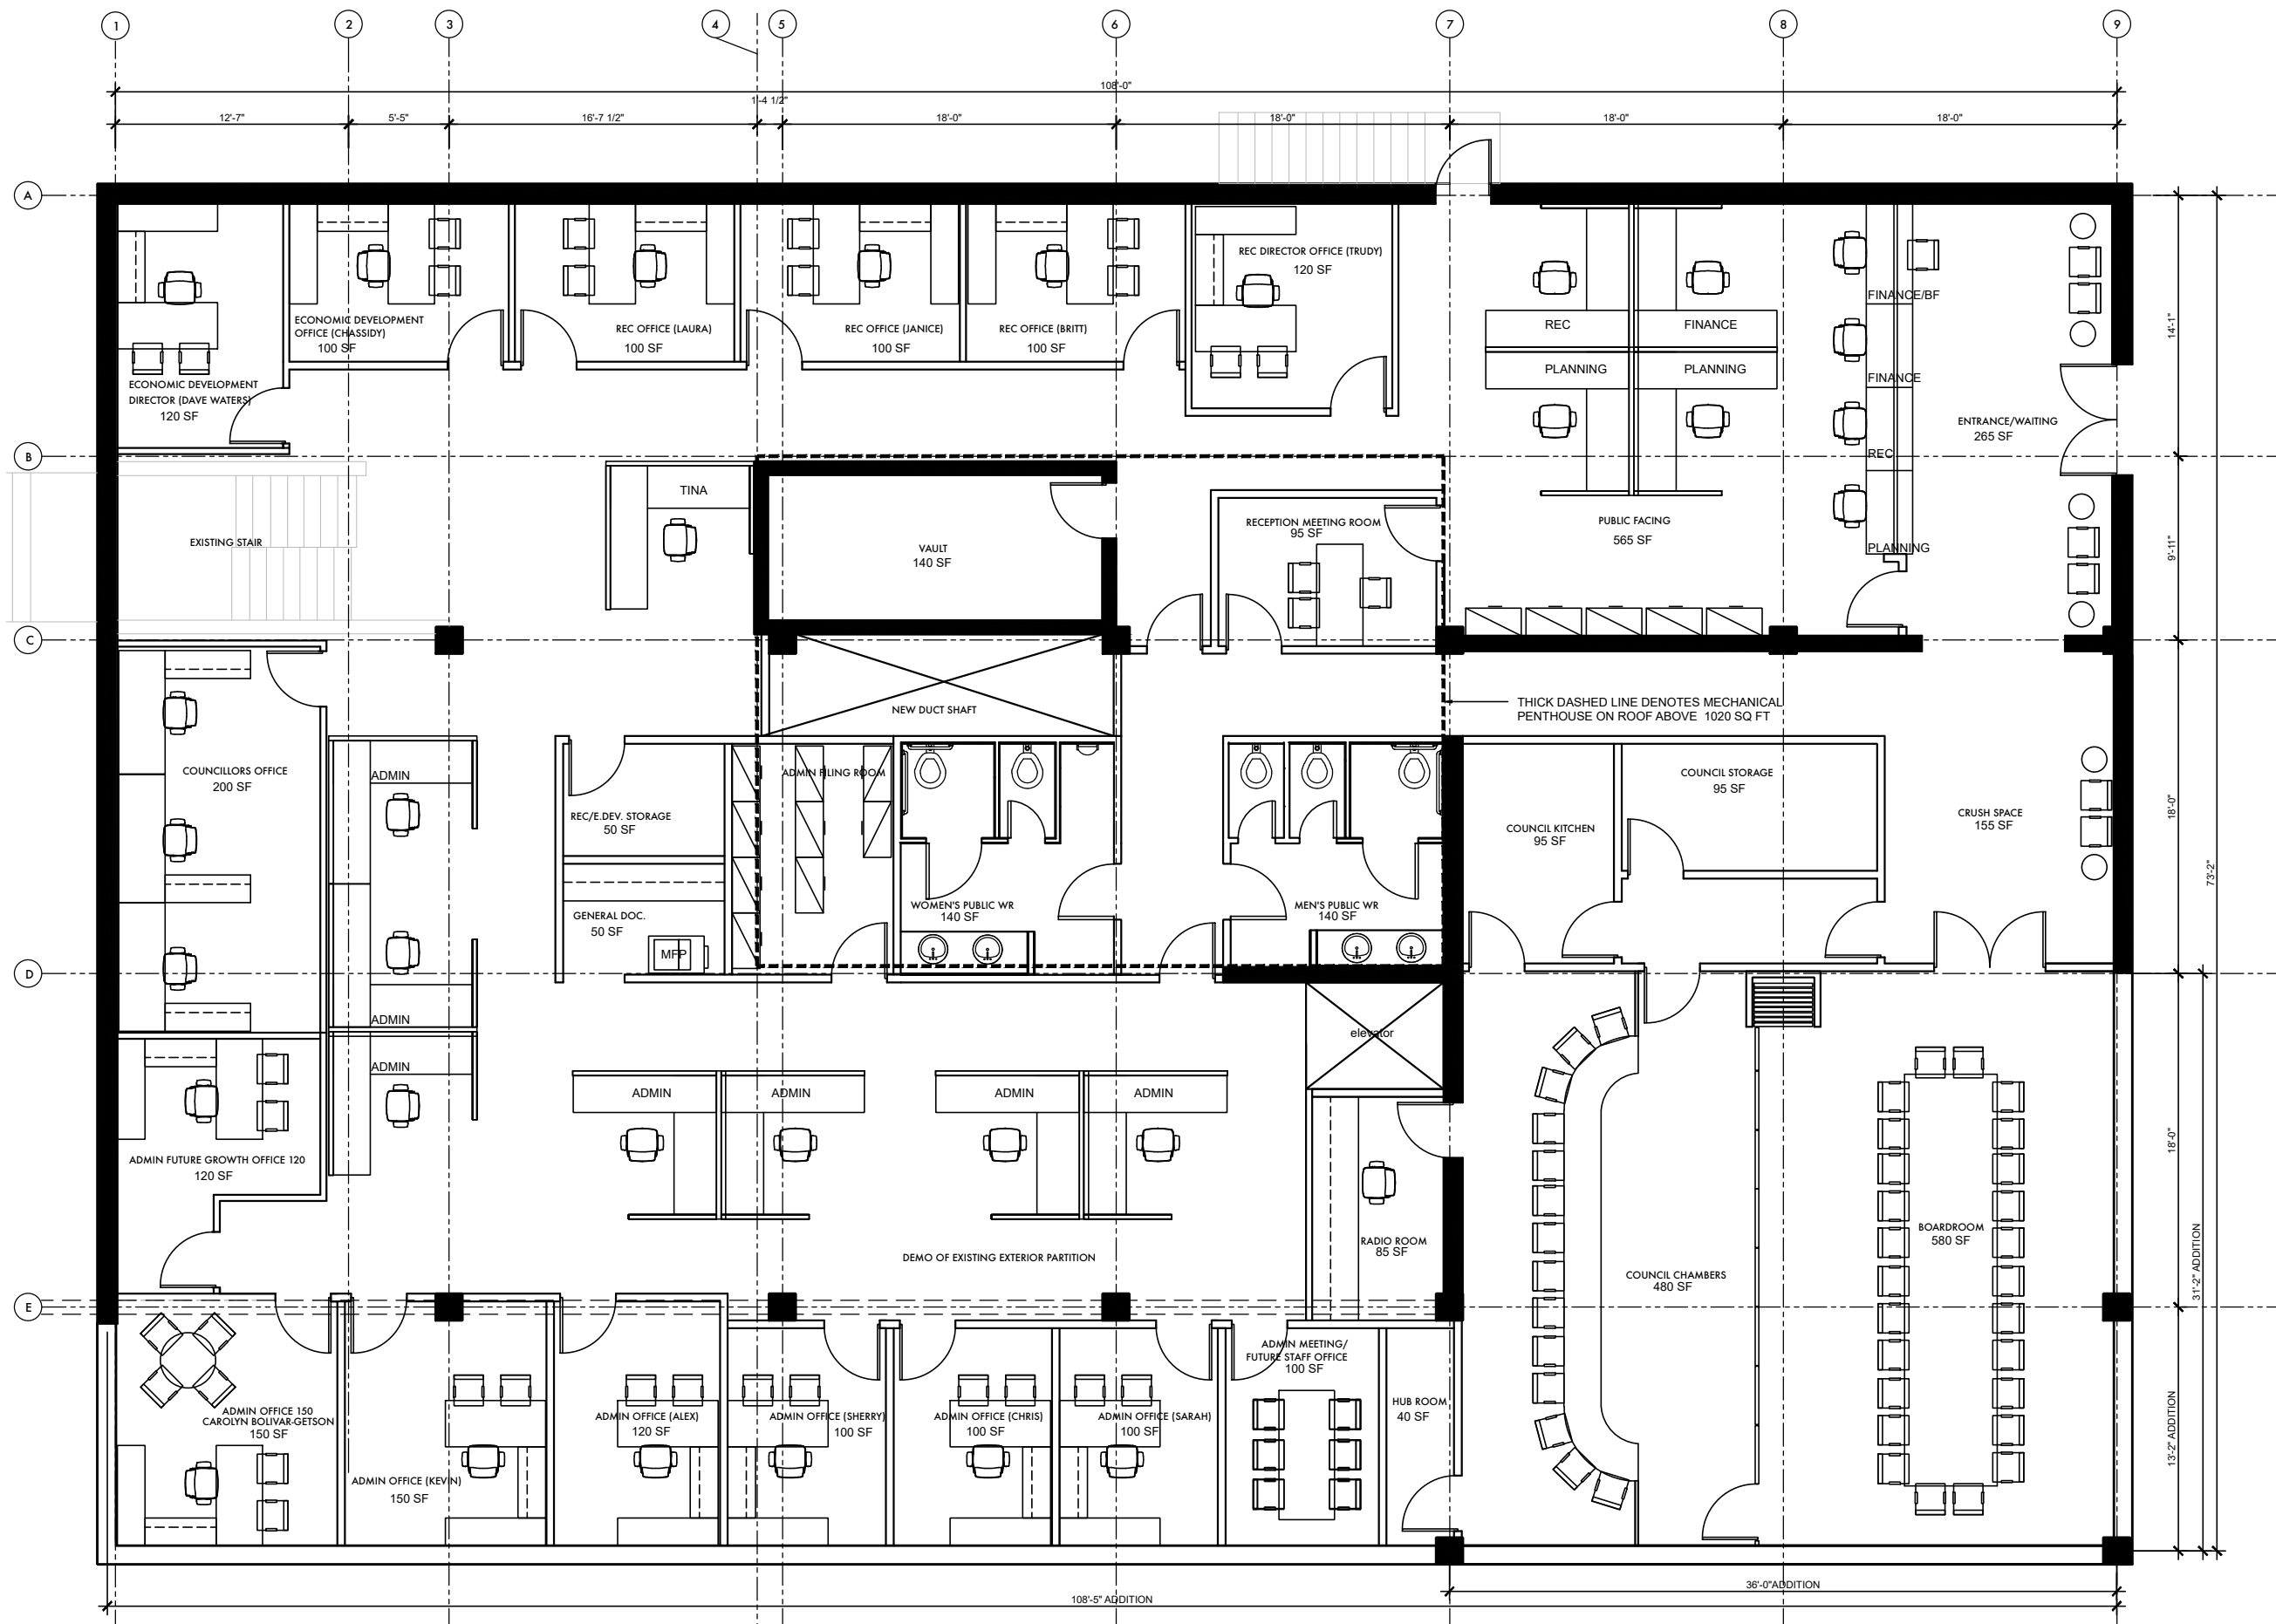 1
2
3
4
5
6
7
8
9
108'-0"
1'-4 1/2"
12'-7"
5'-5"
16'-7 1/2"
18'-0"
18'-0"
18'-0"
18'-0"
A
REC DIRECTOR OFFICE (TRUDY)
120 SF
ECONOMIC DEVELOPMENT
OFFICE (CHASSIDY)
100 SF
REC OFFICE (LAURA)
100 SF
REC OFFICE (JANICE)
100 SF
REC OFFICE (BRITT)
100 SF
REC
FINANCE
PLANNING
PLANNING
FINANCE/BF
FINANCE
REC
PLANNING
14'-1"
ECONOMIC DEVELOPMENT
DIRECTOR (DAVE WATERS)
120 SF
ENTRANCE/WAITING
265 SF
B
TINA
EXISTING STAIR
VAULT
140 SF
RECEPTION MEETING ROOM
95 SF
PUBLIC FACING
565 SF
9'-11"
C
NEW DUCT SHAFT
THICK DASHED LINE DENOTES MECHANICAL
PENTHOUSE ON ROOF ABOVE 1020 SQ FT
COUNCILLORS OFFICE
200 SF
ADMIN
ADMIN FILING ROOM
COUNCIL STORAGE
95 SF
REC/E.DEV. STORAGE
50 SF
COUNCIL KITCHEN
95 SF
CRUSH SPACE
155 SF
18'-0"
73'-2"
GENERAL DOC.
50 SF
MFP
WOMEN'S PUBLIC WR
140 SF
MEN'S PUBLIC WR
140 SF
D
ADMIN
elevator
ADMIN
ADMIN
ADMIN
ADMIN
ADMIN
18'-0"
ADMIN FUTURE GROWTH OFFICE 120
120 SF
DEMO OF EXISTING EXTERIOR PARTITION
RADIO ROOM
85 SF
COUNCIL CHAMBERS
480 SF
BOARDROOM
580 SF
31'-2" ADDITION
E
ADMIN MEETING/
FUTURE STAFF OFFICE
100 SF
ADMIN OFFICE 150
CAROLYN BOLIVAR-GETSON
150 SF
ADMIN OFFICE (KEVIN)
150 SF
ADMIN OFFICE (ALEX)
120 SF
ADMIN OFFICE (SHERRY)
100 SF
ADMIN OFFICE (CHRIS)
100 SF
ADMIN OFFICE (SARAH)
100 SF
HUB ROOM
40 SF
13'-2" ADDITION
36'-0"ADDITION
108'-5" ADDITION